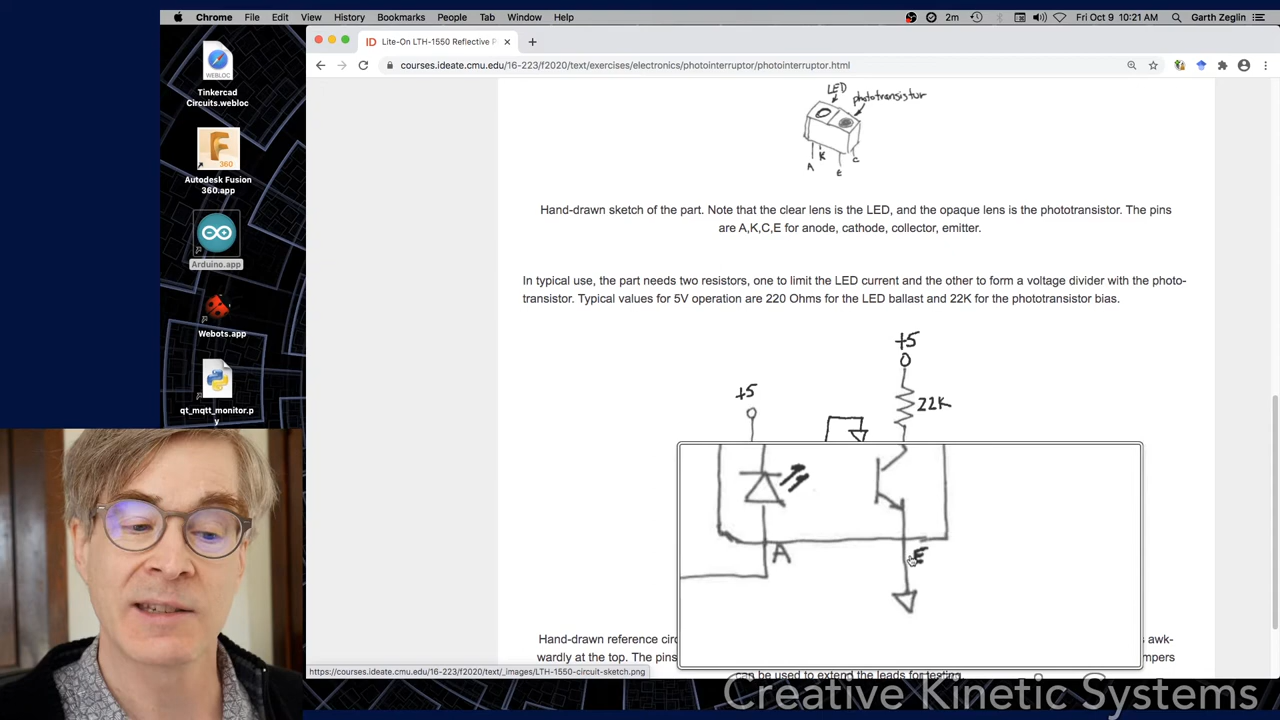 Chrome File Edit View History Bookmarks People Tab Window Help
2m Fri Oct 9 10:21 AM Garth Zeglin
Lite-On LTH-1550 Reflective P
courses.ideate.cmu.edu/16-223/f2020/text/exercises/electronics/photointerruptor/photointerruptor.html
WEBLOC
Tinkercad
Circuits.webloc
F
360
Autodesk Fusion
360.app
Arduino.app
Webots.app
qt_mqtt_monitor.p
y
LED
phototransistor
A K E C
Hand-drawn sketch of the part. Note that the clear lens is the LED, and the opaque lens is the phototransistor. The pins
are A,K,C,E for anode, cathode, collector, emitter.
In typical use, the part needs two resistors, one to limit the LED current and the other to form a voltage divider with the photo-
transistor. Typical values for 5V operation are 220 Ohms for the LED ballast and 22K for the phototransistor bias.
+5
+5
22K
A
E
Hand-drawn reference circ
awk-
wardly at the top. The pins
mpers
can be used to extend the leads for testing.
https://courses.ideate.cmu.edu/16-223/f2020/text/_images/LTH-1550-circuit-sketch.png
Creative Kinetic Systems